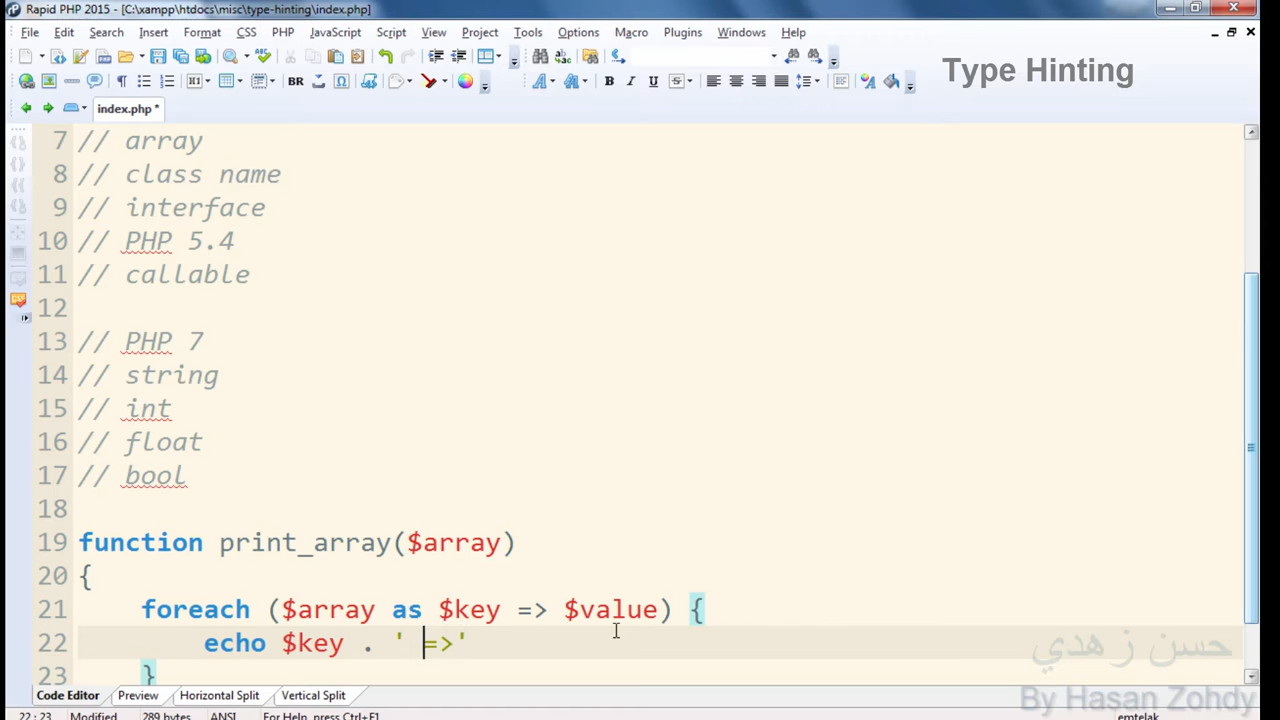 Rapid PHP 2015 - [C:\xampp\htdocs\misc\type-hinting\index.php]
File Edit Search Insert Format CSS PHP JavaScript Script View Project Tools Options Macro Plugins Windows Help
Type Hinting
index.php *
7 // array
8 // class name
9 // interface
10 // PHP 5.4
11 // callable
12
13 // PHP 7
14 // string
15 // int
16 // float
17 // bool
18
19 function print_array($array)
20 {
21 foreach ($array as $key => $value) {
22 echo $key . ' =>'
23 }
حسن زهدي
Code Editor Preview Horizontal Split Vertical Split
By Hasan Zohdy
22 : 23 Modified 289 bytes ANSI For Help, press Ctrl+F1 emtelak